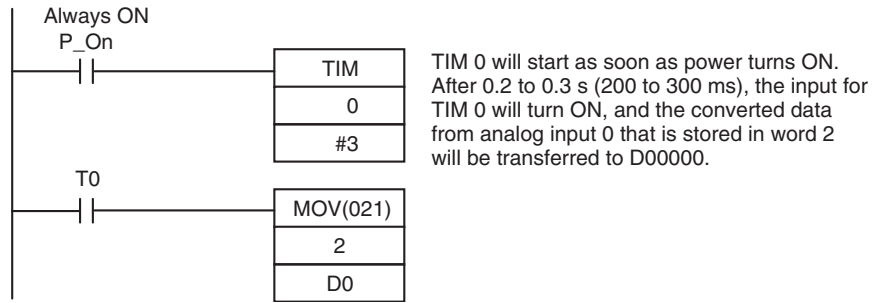 Always ON
P_On
TIM
0
#3
TIM 0 will start as soon as power turns ON.
After 0.2 to 0.3 s (200 to 300 ms), the input for
TIM 0 will turn ON, and the converted data
from analog input 0 that is stored in word 2
will be transferred to D00000.
T0
MOV(021)
2
D0